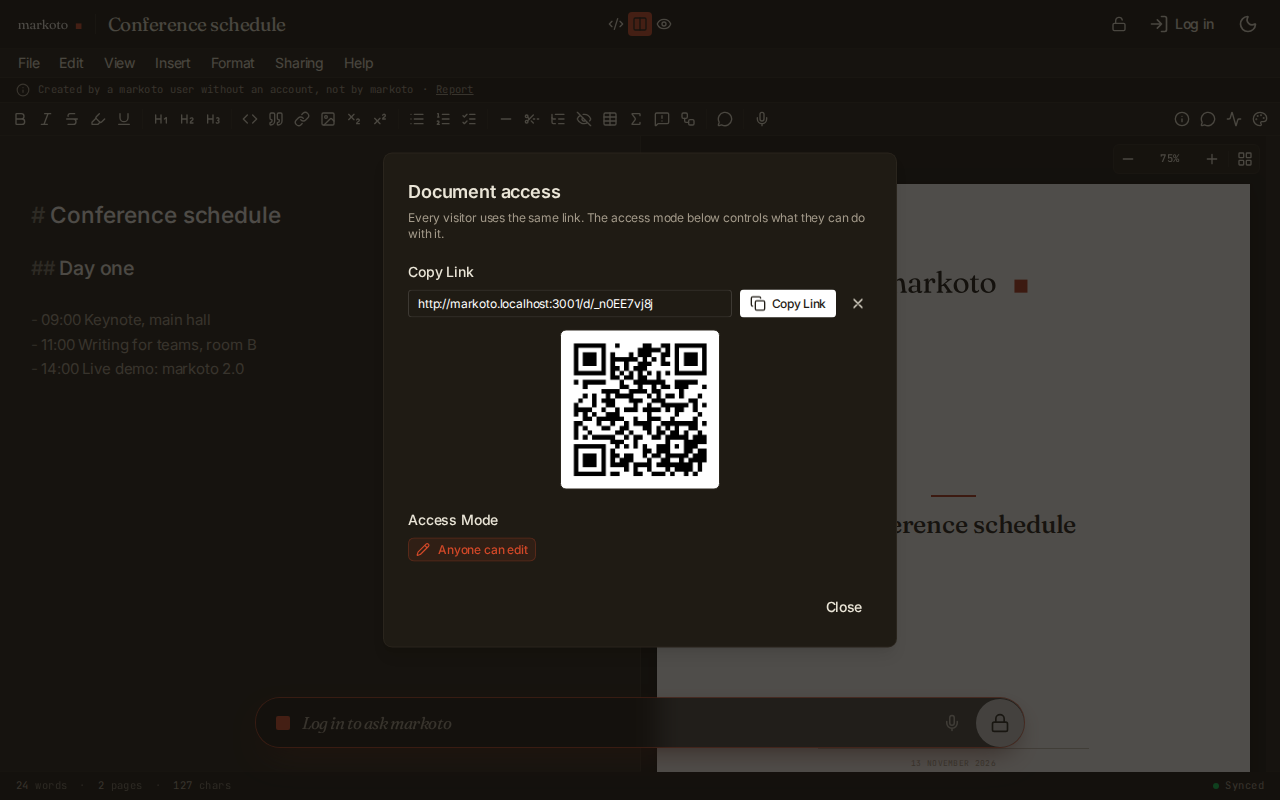 markoto
Conference schedule
Log in
File Edit View Insert Format Sharing Help
Created by a markoto user without an account, not by markoto · Report
H1 H2 H3
75%
# Conference schedule
## Day one
- 09:00 Keynote, main hall
- 11:00 Writing for teams, room B
- 14:00 Live demo: markoto 2.0
Document access
Every visitor uses the same link. The access mode below controls what they can do
with it.
Copy Link
http://markoto.localhost:3001/d/_n0EE7vj8j
Copy Link
Access Mode
Anyone can edit
Close
markoto
erence schedule
Log in to ask markoto
13 NOVEMBER 2026
24 words · 2 pages · 127 chars
Synced